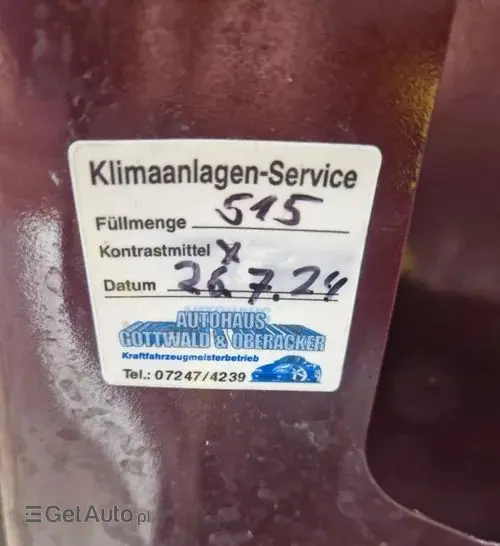 Klimaanlagen-Service
Füllmenge 515
Kontrastmittel X
Datum 26.7.24
AUTOHAUS
GOTTWALD & OBERACKER
Kraftfahrzeugmeisterbetrieb
Tel.: 07247/4239
GetAuto.pl